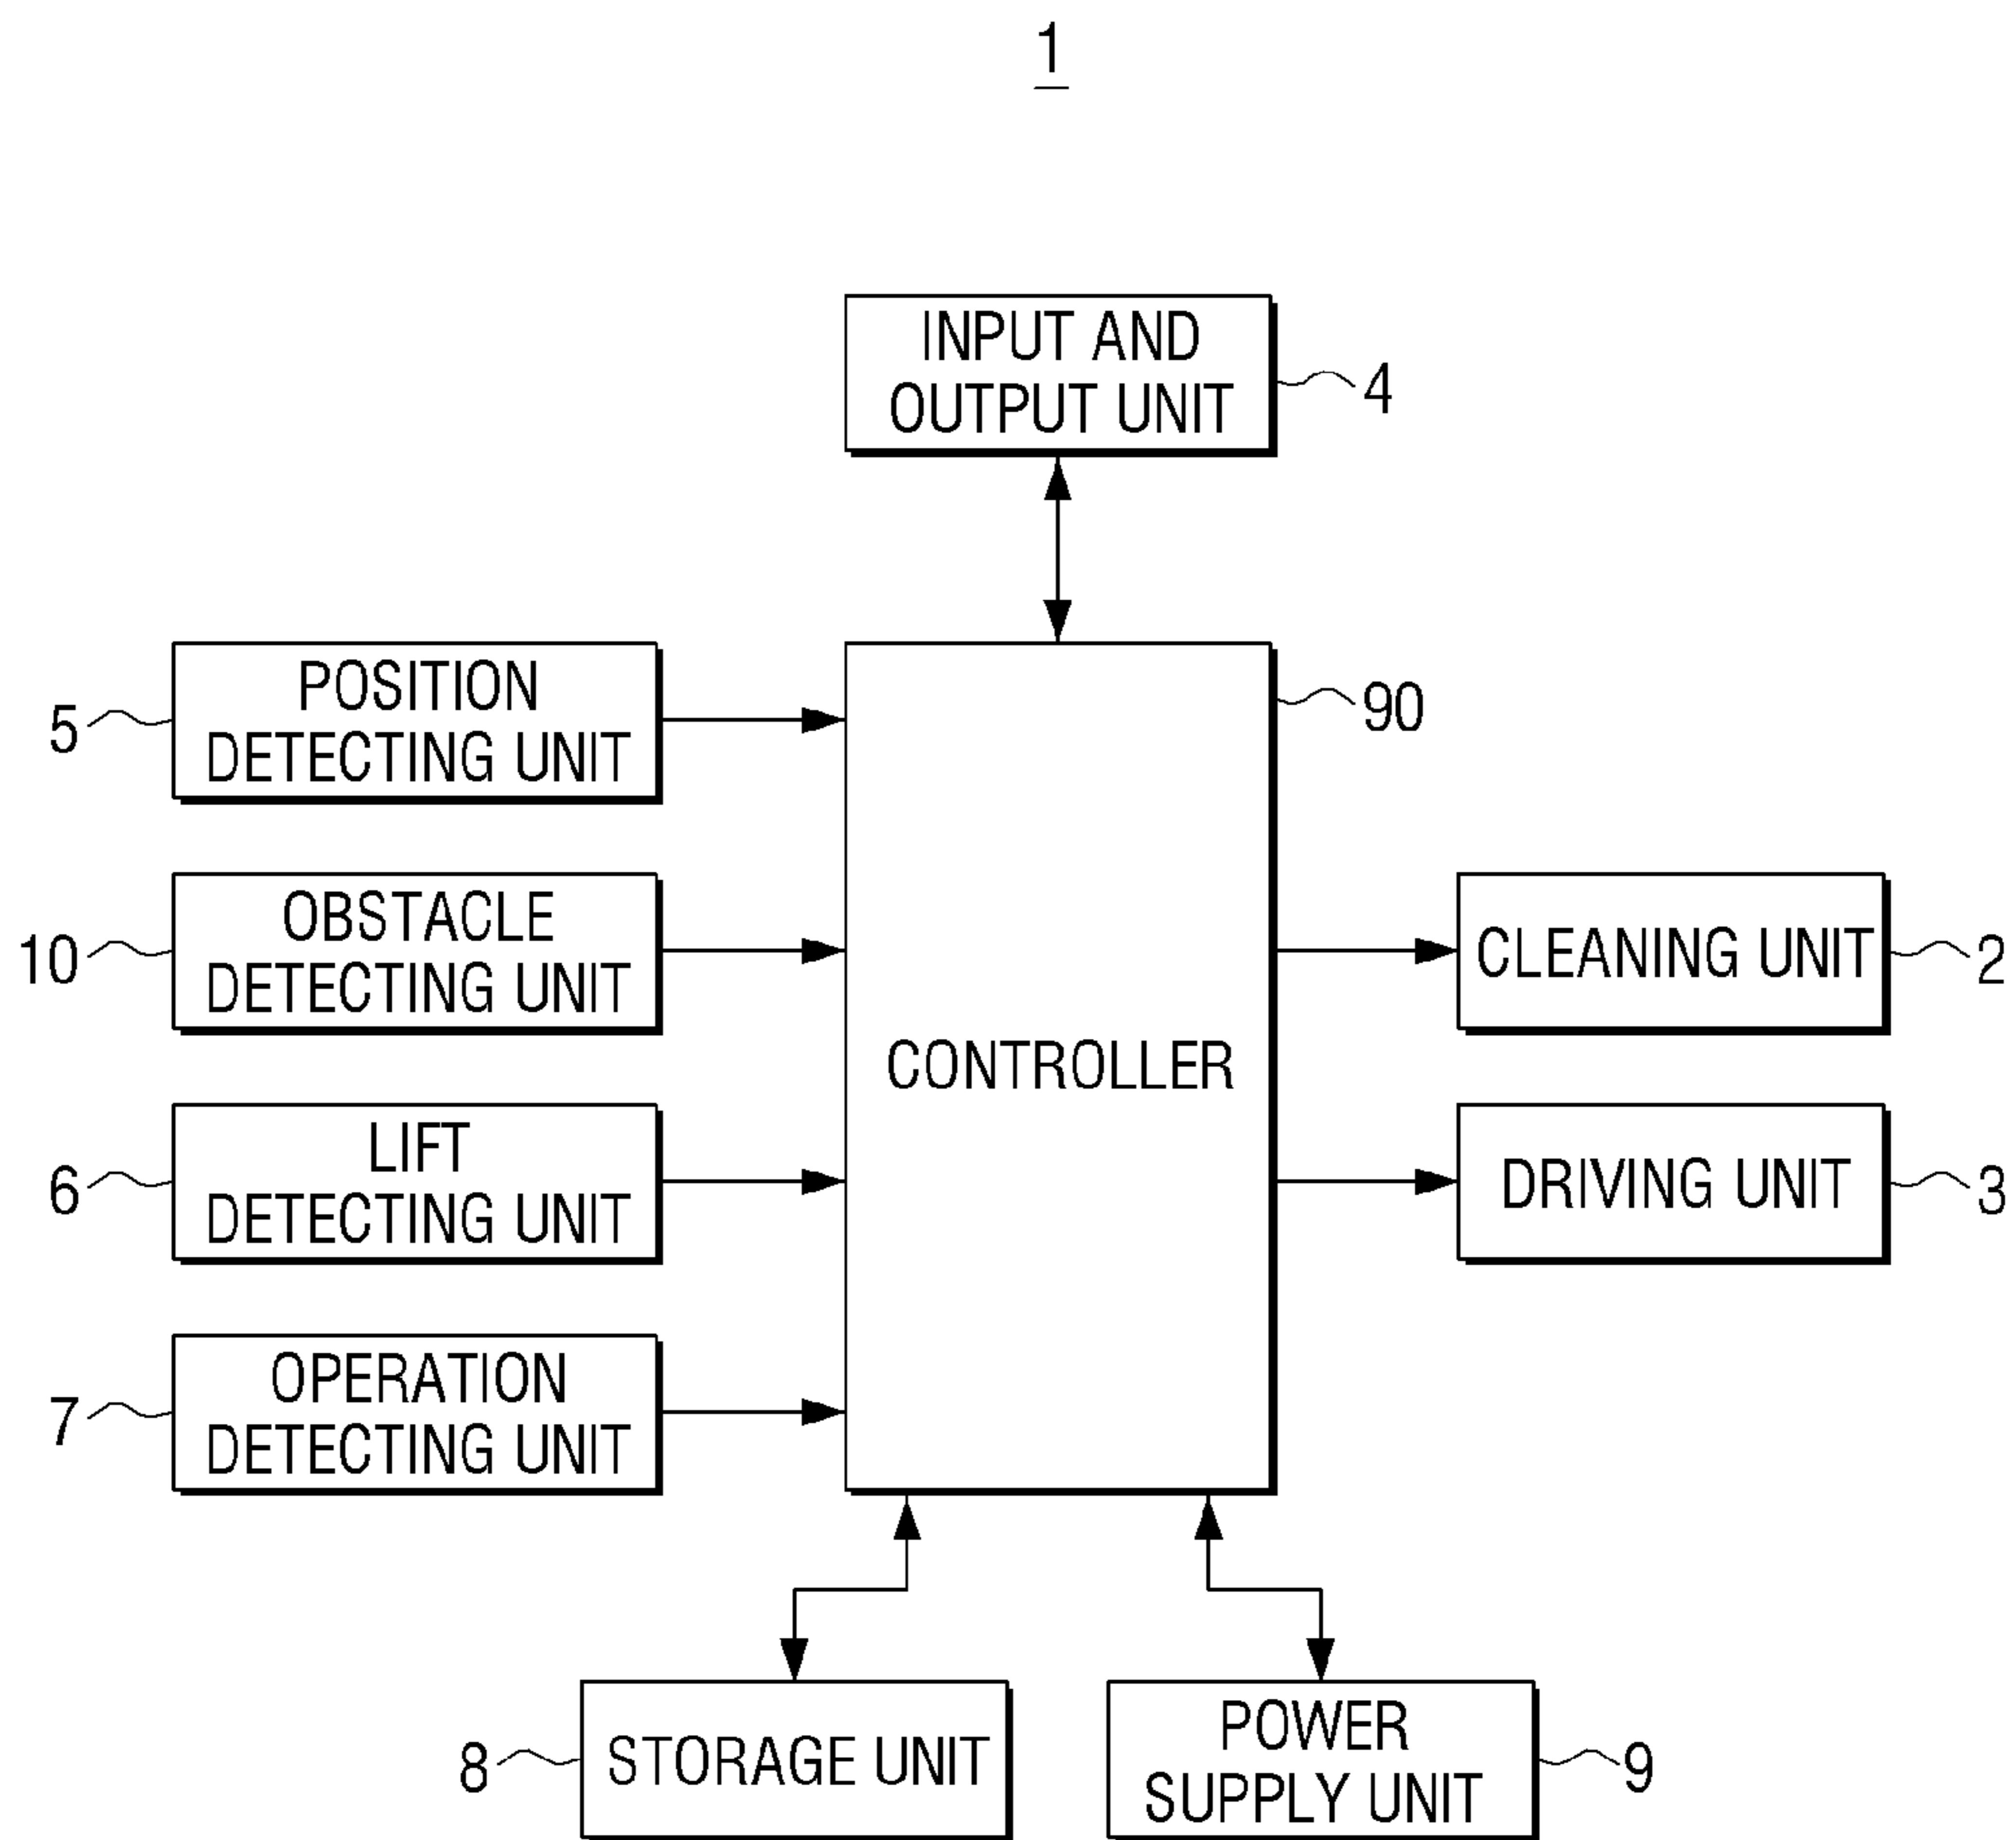 1
INPUT AND
OUTPUT UNIT
4
POSITION
DETECTING UNIT
5
90
OBSTACLE
DETECTING UNIT
10
CLEANING UNIT
2
CONTROLLER
LIFT
DETECTING UNIT
6
DRIVING UNIT
3
OPERATION
DETECTING UNIT
7
STORAGE UNIT
8
POWER
SUPPLY UNIT
9